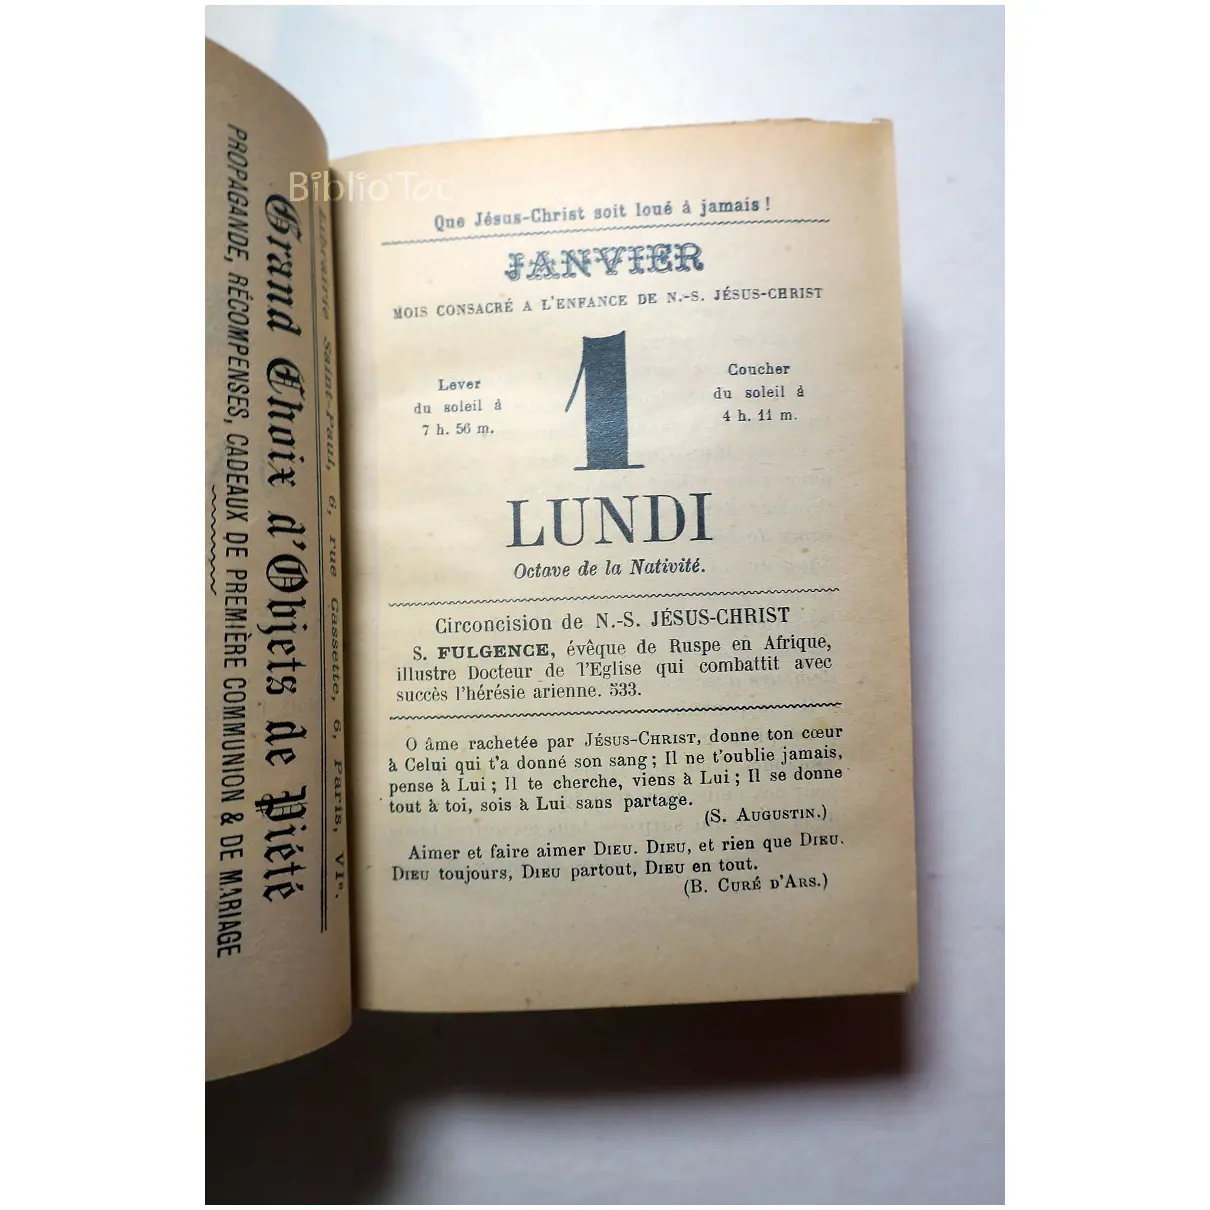 Biblio'Toc
Librairie Saint-Paul, 6, rue Cassette, 6, Paris, VIe.
Grand Choix d'Objets de Piété
PROPAGANDE, RÉCOMPENSES, CADEAUX DE PREMIÈRE COMMUNION & DE MARIAGE
Que Jésus-Christ soit loué à jamais !
JANVIER
MOIS CONSACRÉ A L'ENFANCE DE N.-S. JÉSUS-CHRIST
Lever
du soleil à
7 h. 56 m.
1
Coucher
du soleil à
4 h. 11 m.
LUNDI
Octave de la Nativité.
Circoncision de N.-S. JÉSUS-CHRIST
S. FULGENCE, évêque de Ruspe en Afrique,
illustre Docteur de l'Eglise qui combattit avec
succès l'hérésie arienne. 533.
O âme rachetée par JÉSUS-CHRIST, donne ton cœur
à Celui qui t'a donné son sang ; Il ne t'oublie jamais,
pense à Lui ; Il te cherche, viens à Lui ; Il se donne
tout à toi, sois à Lui sans partage.
(S. AUGUSTIN.)
Aimer et faire aimer DIEU. DIEU, et rien que DIEU.
DIEU toujours, DIEU partout, DIEU en tout.
(B. CURÉ D'ARS.)